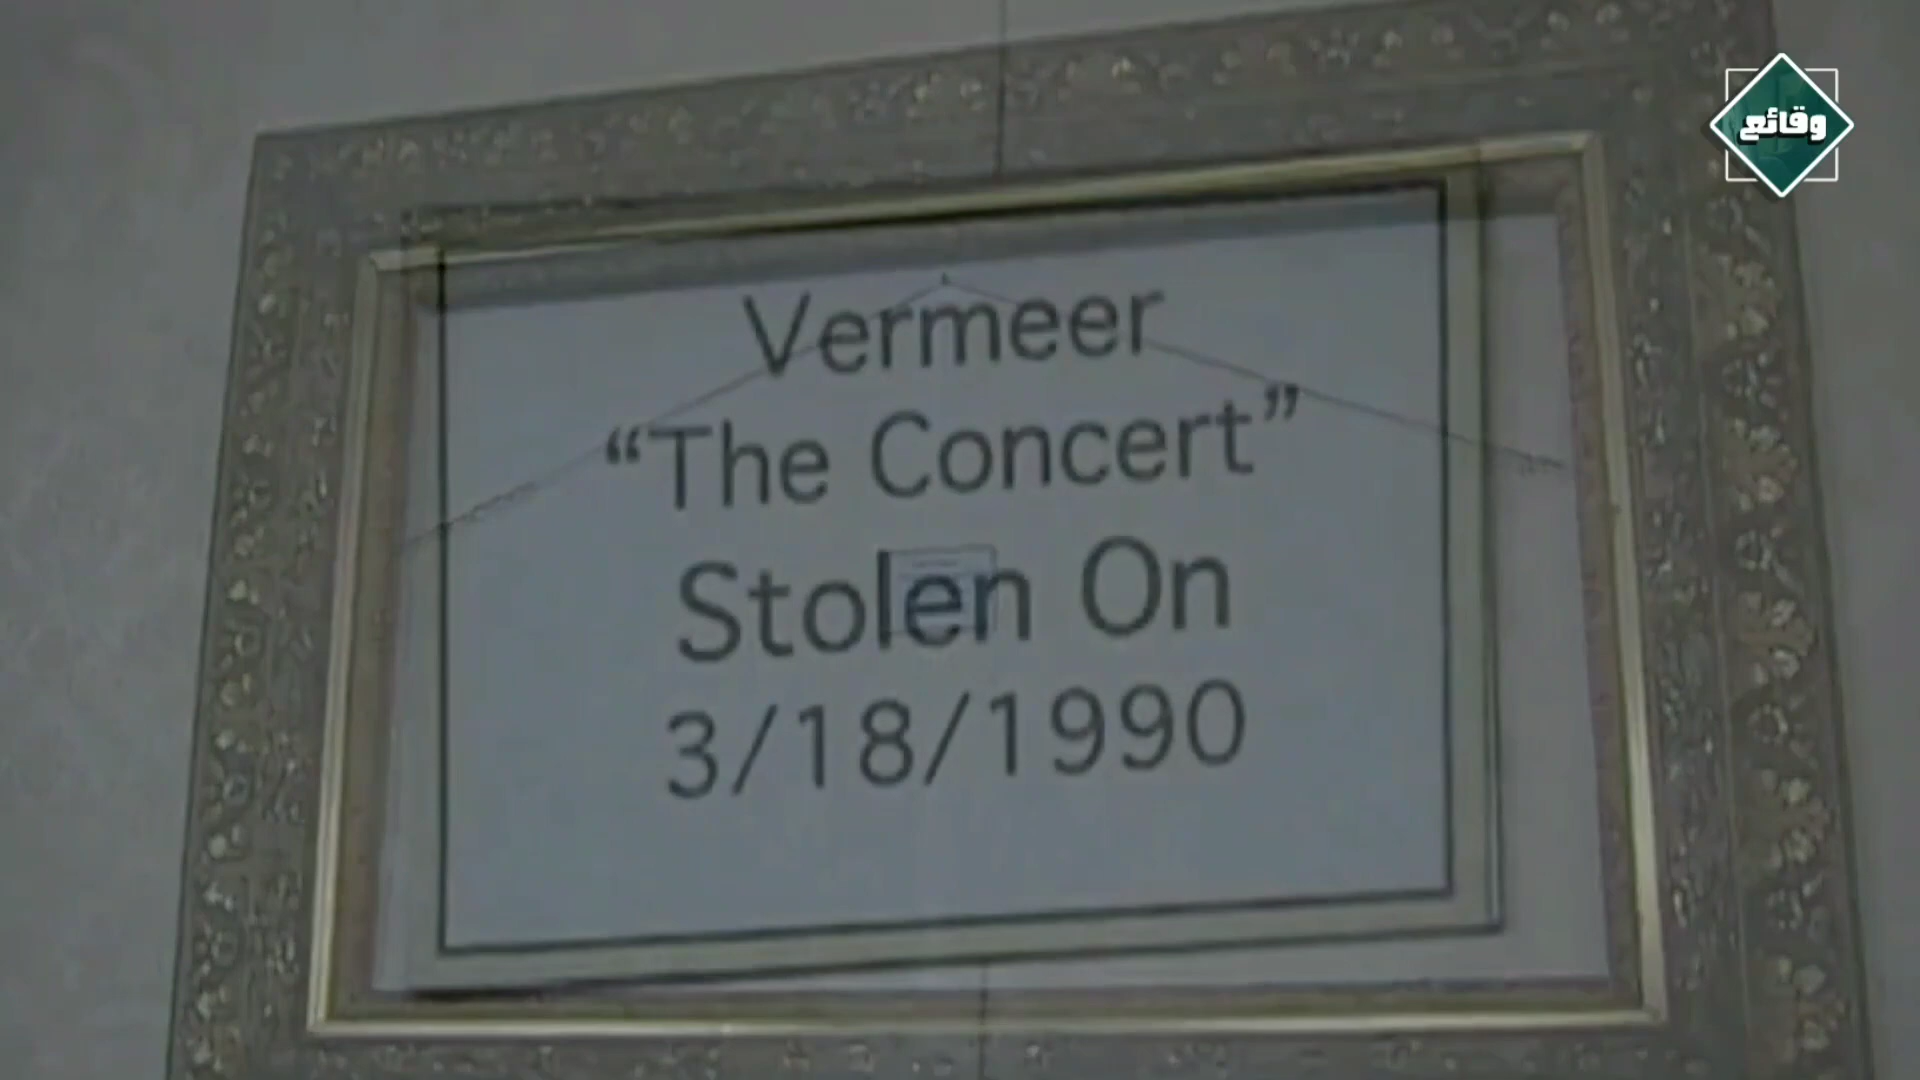 وقائع
Vermeer
“The Concert”
Stolen On
3/18/1990